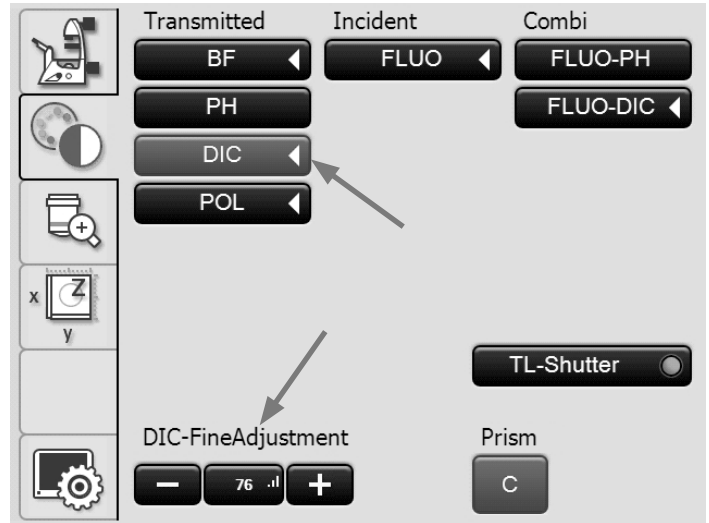 Transmitted Incident Combi
BF FLUO FLUO-PH
PH FLUO-DIC
DIC
POL
Z
x
y
TL-Shutter
DIC-FineAdjustment Prism
76 C